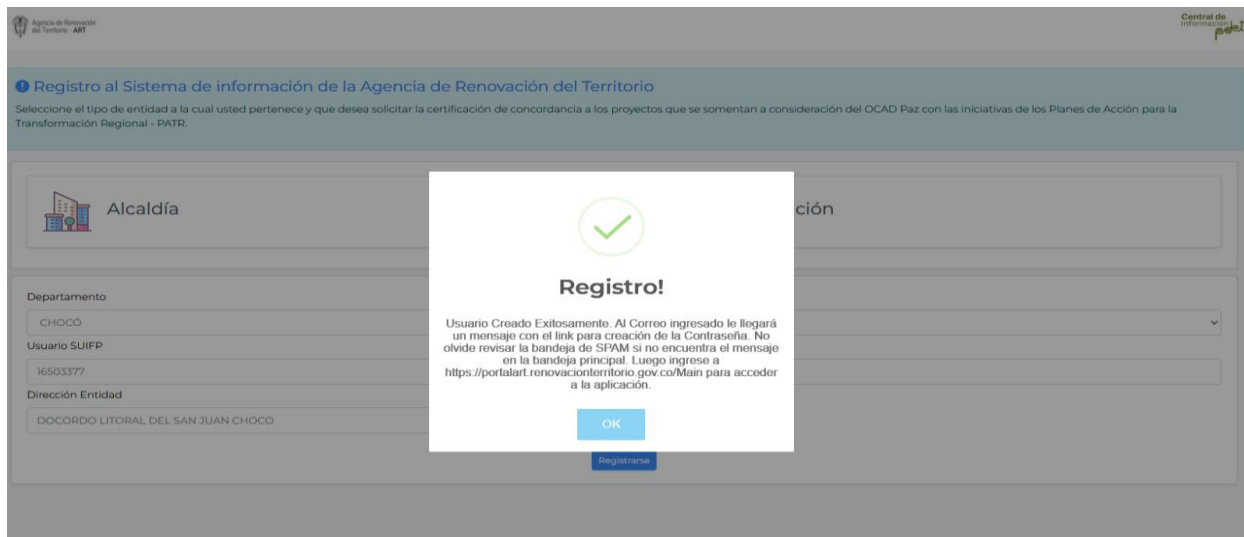 Agencia de Renovación
del Territorio - ART
Central de
Información
Registro al Sistema de información de la Agencia de Renovación del Territorio
Seleccione el tipo de entidad a la cual usted pertenece y que desea solicitar la certificación de concordancia a los proyectos que se somentan a consideración del OCAD Paz con las iniciativas de los Planes de Acción para la
Transformación Regional - PATR.
Alcaldía
ción
Registro!
Usuario Creado Exitosamente. Al Correo ingresado le llegará
un mensaje con el link para creación de la Contraseña. No
olvide revisar la bandeja de SPAM si no encuentra el mensaje
en la bandeja principal. Luego ingrese a
https://portalart.renovacionterritorio.gov.co/Main para acceder
a la aplicación.
OK
Departamento
CHOCÓ
Usuario SUIFP
16503377
Dirección Entidad
DOCORDO LITORAL DEL SAN JUAN CHOCO
Registrarse